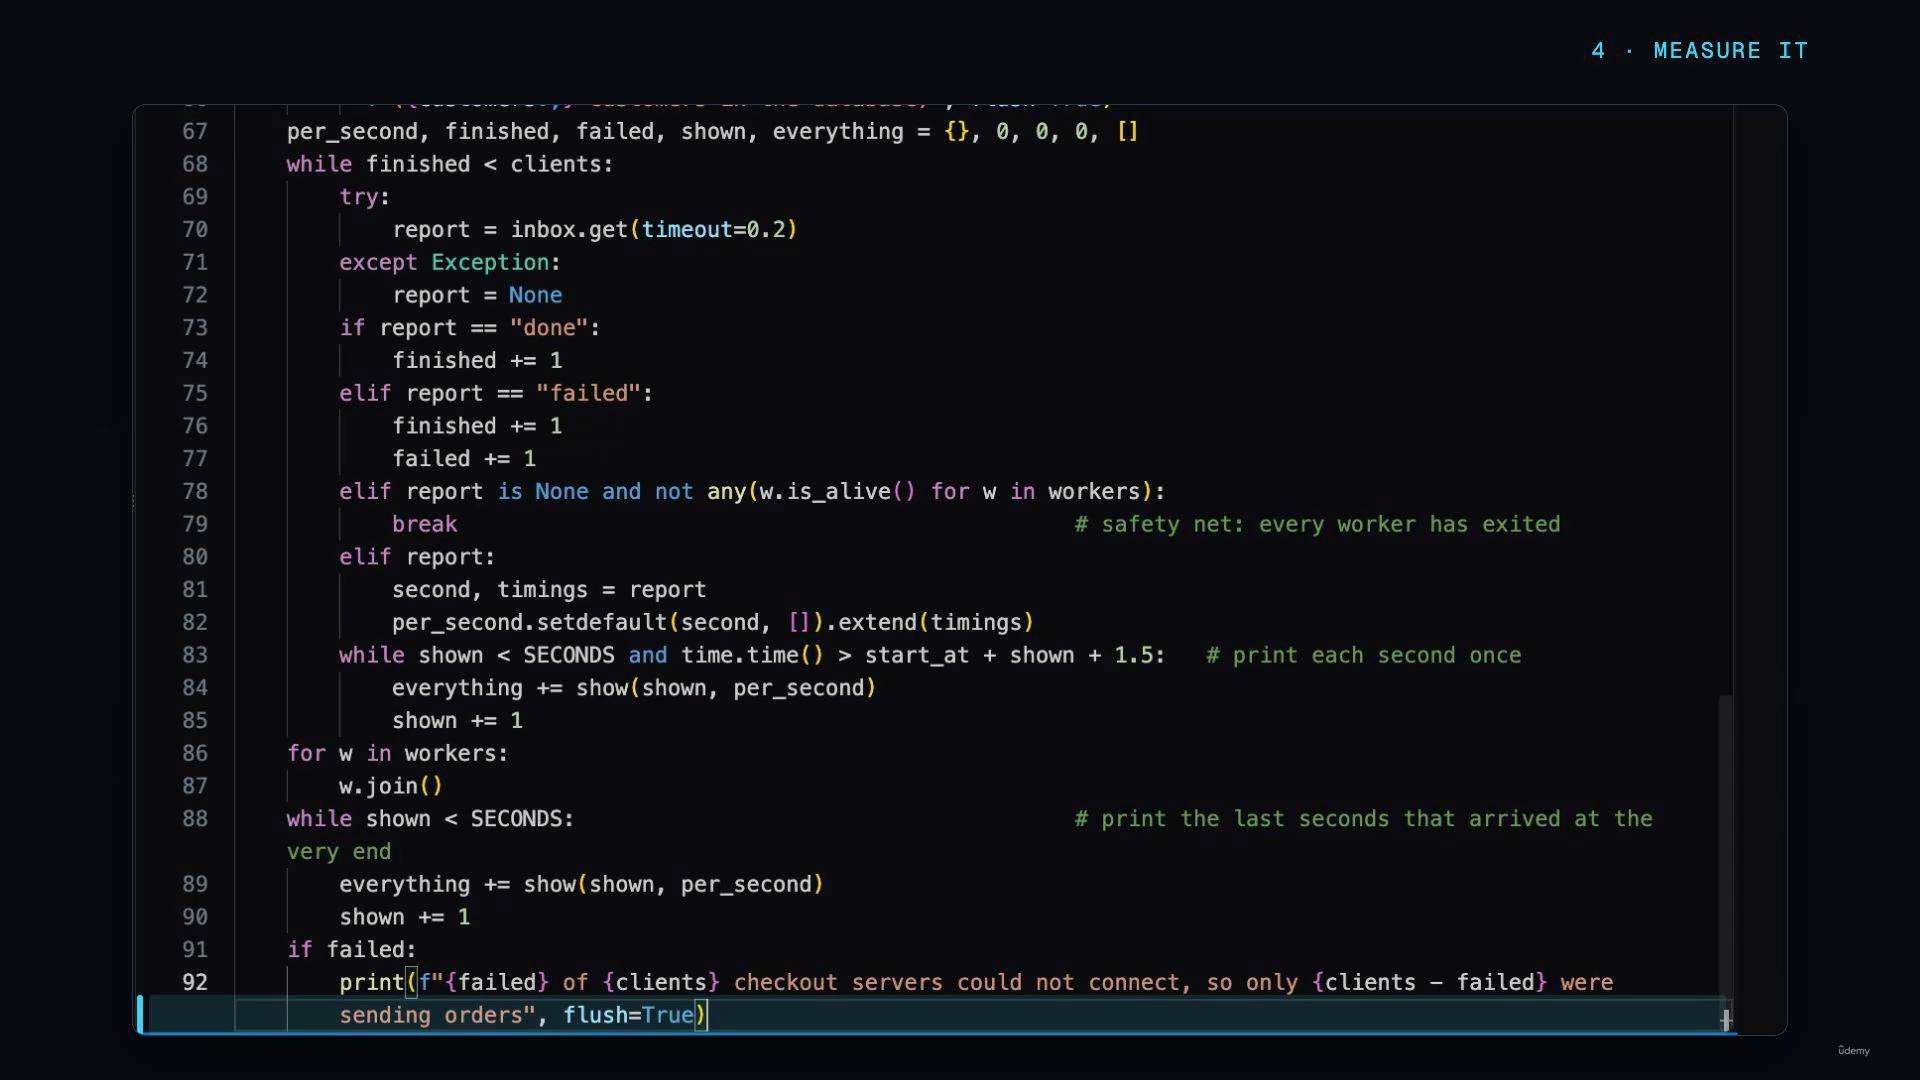 4 · MEASURE IT
67 per_second, finished, failed, shown, everything = {}, 0, 0, 0, []
68 while finished < clients:
69 try:
70 report = inbox.get(timeout=0.2)
71 except Exception:
72 report = None
73 if report == "done":
74 finished += 1
75 elif report == "failed":
76 finished += 1
77 failed += 1
78 elif report is None and not any(w.is_alive() for w in workers):
79 break # safety net: every worker has exited
80 elif report:
81 second, timings = report
82 per_second.setdefault(second, []).extend(timings)
83 while shown < SECONDS and time.time() > start_at + shown + 1.5: # print each second once
84 everything += show(shown, per_second)
85 shown += 1
86 for w in workers:
87 w.join()
88 while shown < SECONDS: # print the last seconds that arrived at the
very end
89 everything += show(shown, per_second)
90 shown += 1
91 if failed:
92 print(f"{failed} of {clients} checkout servers could not connect, so only {clients - failed} were
sending orders", flush=True)
udemy